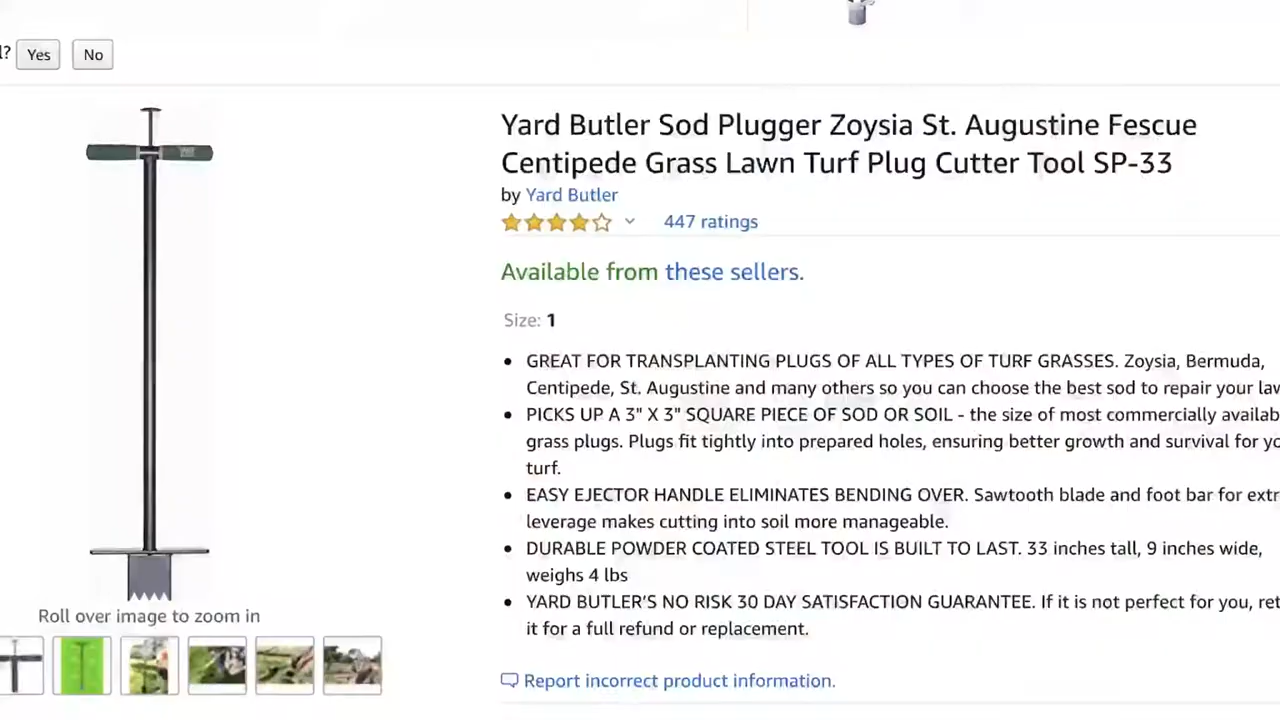 l?
Yes
No
Yard Butler Sod Plugger Zoysia St. Augustine Fescue
Centipede Grass Lawn Turf Plug Cutter Tool SP-33
by Yard Butler
447 ratings
Available from these sellers.
Size: 1
GREAT FOR TRANSPLANTING PLUGS OF ALL TYPES OF TURF GRASSES. Zoysia, Bermuda,
Centipede, St. Augustine and many others so you can choose the best sod to repair your law
PICKS UP A 3" X 3" SQUARE PIECE OF SOD OR SOIL - the size of most commercially availab
grass plugs. Plugs fit tightly into prepared holes, ensuring better growth and survival for yo
turf.
EASY EJECTOR HANDLE ELIMINATES BENDING OVER. Sawtooth blade and foot bar for extr
leverage makes cutting into soil more manageable.
DURABLE POWDER COATED STEEL TOOL IS BUILT TO LAST. 33 inches tall, 9 inches wide,
weighs 4 lbs
YARD BUTLER'S NO RISK 30 DAY SATISFACTION GUARANTEE. If it is not perfect for you, ret
it for a full refund or replacement.
Roll over image to zoom in
Report incorrect product information.